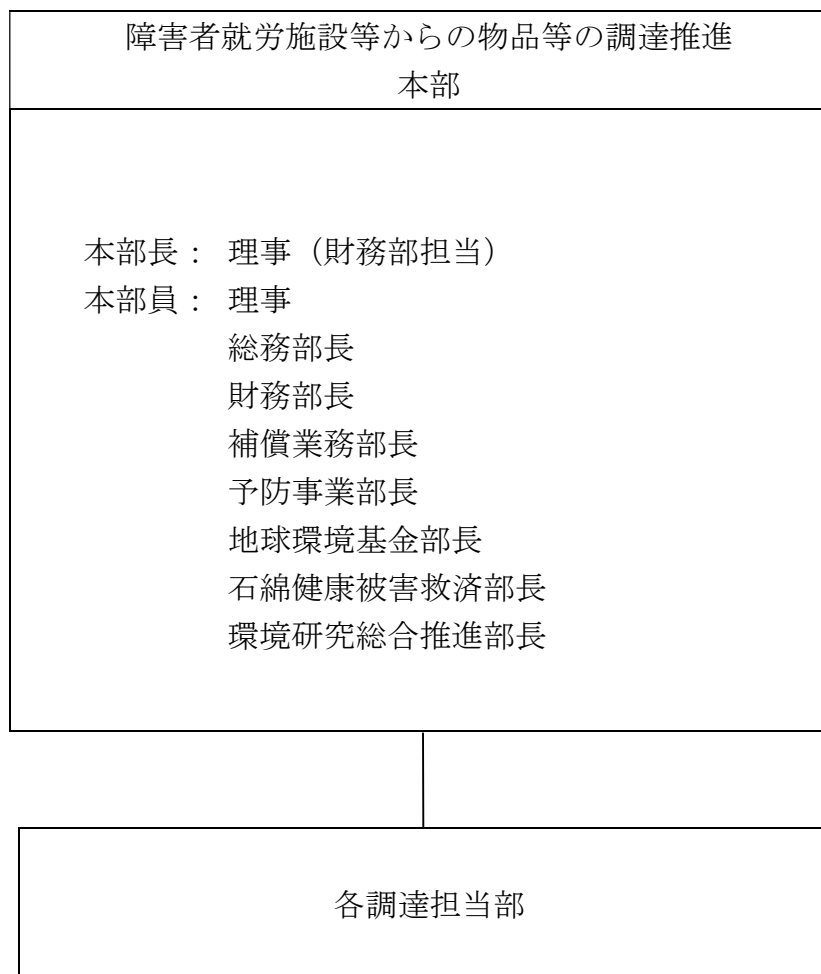 障害者就労施設等からの物品等の調達推進
本部
本部長： 理事（財務部担当）
本部員： 理事
総務部長
財務部長
補償業務部長
予防事業部長
地球環境基金部長
石綿健康被害救済部長
環境研究総合推進部長
各調達担当部